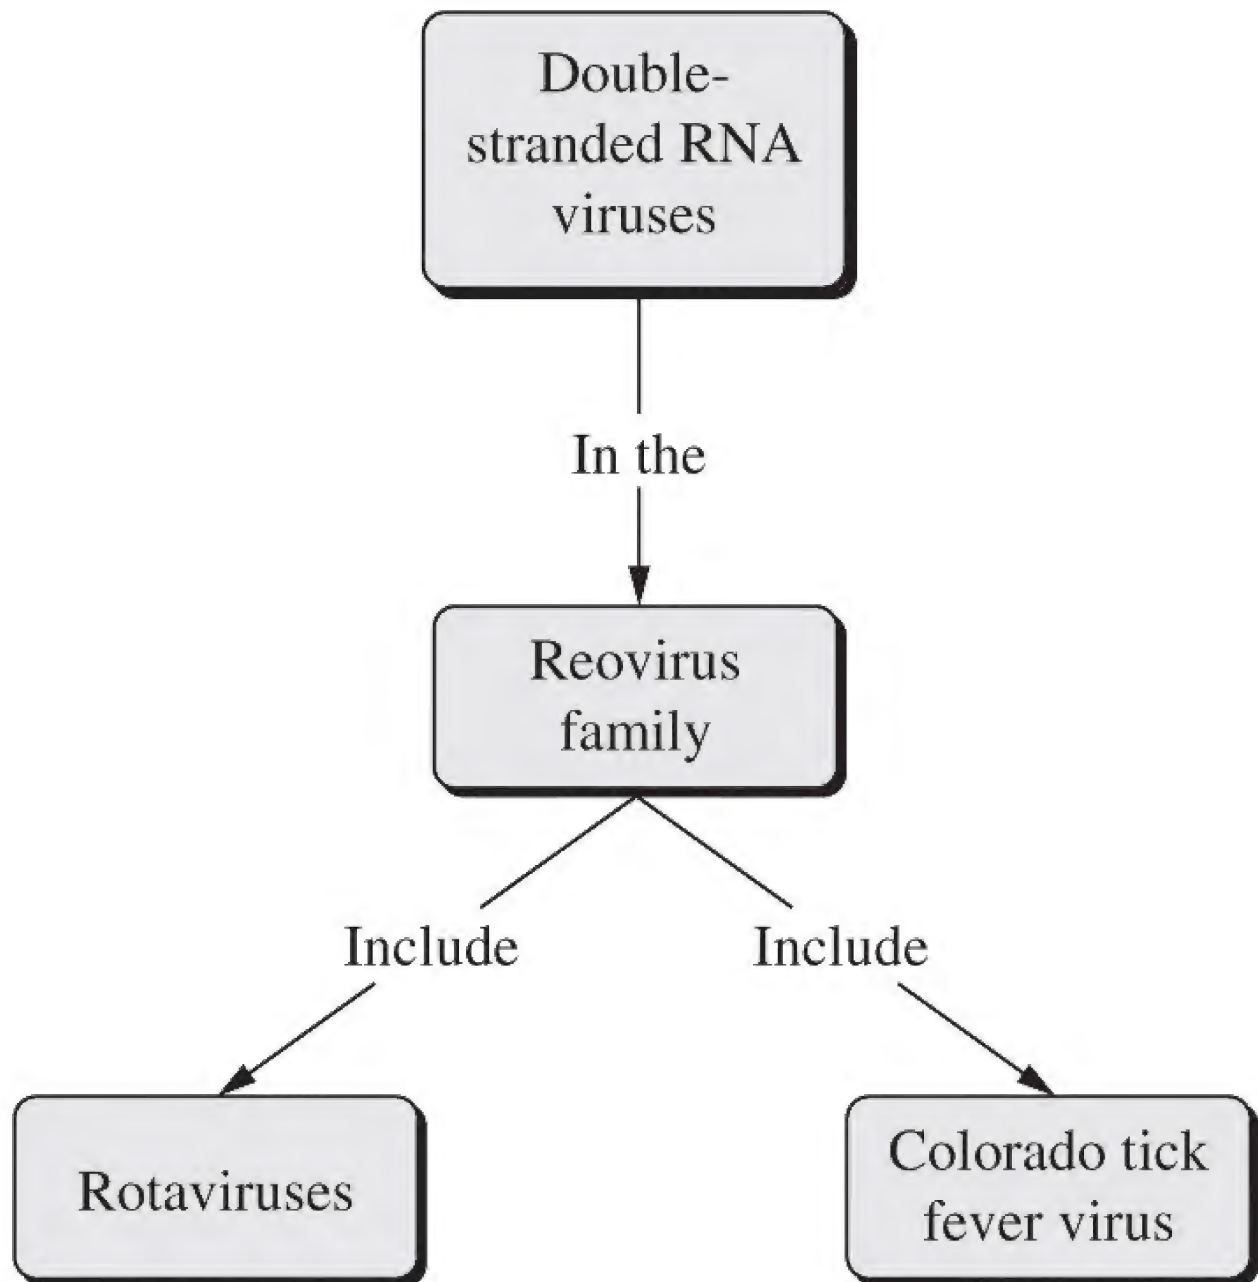 Double-
stranded RNA
viruses
In the
Reovirus
family
Include
Include
Rotaviruses
Colorado tick
fever virus